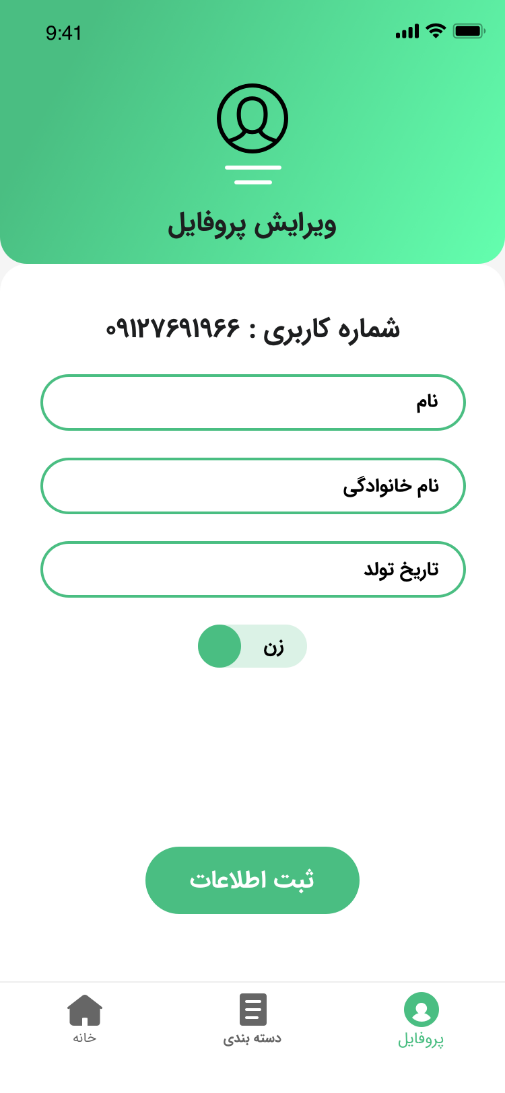 9:41
ویرایش پروفایل
شماره کاربری : ۰۹۱۲۷۶۹۱۹۶۶
نام
نام خانوادگی
تاریخ تولد
زن
ثبت اطلاعات
پروفایل
دسته بندی
خانه